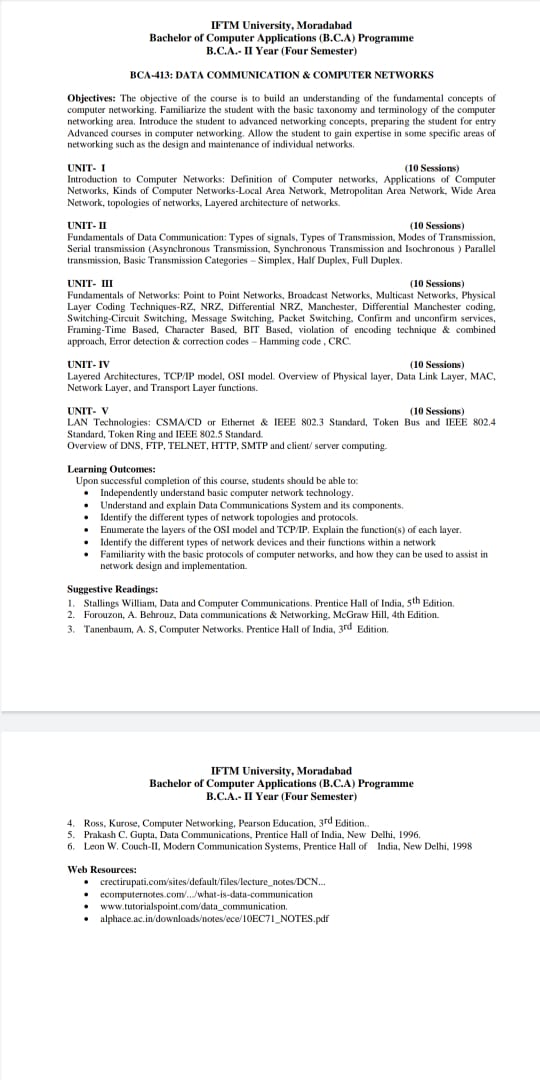 IFTM University, Moradabad
Bachelor of Computer Applications (B.C.A) Programme
B.C.A.- II Year (Four Semester)
BCA-413: DATA COMMUNICATION & COMPUTER NETWORKS
Objectives: The objective of the course is to build an understanding of the fundamental concepts of
computer networking. Familiarize the student with the basic taxonomy and terminology of the computer
networking area. Introduce the student to advanced networking concepts, preparing the student for entry
Advanced courses in computer networking. Allow the student to gain expertise in some specific areas of
networking such as the design and maintenance of individual networks.
UNIT- I (10 Sessions)
Introduction to Computer Networks: Definition of Computer networks, Applications of Computer
Networks, Kinds of Computer Networks-Local Area Network, Metropolitan Area Network, Wide Area
Network, topologies of networks, Layered architecture of networks.
UNIT- II (10 Sessions)
Fundamentals of Data Communication: Types of signals, Types of Transmission, Modes of Transmission,
Serial transmission (Asynchronous Transmission, Synchronous Transmission and Isochronous ) Parallel
transmission, Basic Transmission Categories – Simplex, Half Duplex, Full Duplex.
UNIT- III (10 Sessions)
Fundamentals of Networks: Point to Point Networks, Broadcast Networks, Multicast Networks, Physical
Layer Coding Techniques-RZ, NRZ, Differential NRZ, Manchester, Differential Manchester coding,
Switching-Circuit Switching, Message Switching, Packet Switching, Confirm and unconfirm services,
Framing-Time Based, Character Based, BIT Based, violation of encoding technique & combined
approach, Error detection & correction codes – Hamming code , CRC.
UNIT- IV (10 Sessions)
Layered Architectures, TCP/IP model, OSI model. Overview of Physical layer, Data Link Layer, MAC,
Network Layer, and Transport Layer functions.
UNIT- V (10 Sessions)
LAN Technologies: CSMA/CD or Ethernet & IEEE 802.3 Standard, Token Bus and IEEE 802.4
Standard, Token Ring and IEEE 802.5 Standard.
Overview of DNS, FTP, TELNET, HTTP, SMTP and client/ server computing.
Learning Outcomes:
Upon successful completion of this course, students should be able to:
• Independently understand basic computer network technology.
• Understand and explain Data Communications System and its components.
• Identify the different types of network topologies and protocols.
• Enumerate the layers of the OSI model and TCP/IP. Explain the function(s) of each layer.
• Identify the different types of network devices and their functions within a network
• Familiarity with the basic protocols of computer networks, and how they can be used to assist in
network design and implementation.
Suggestive Readings:
1. Stallings William, Data and Computer Communications. Prentice Hall of India, 5th Edition.
2. Forouzon, A. Behrouz, Data communications & Networking, McGraw Hill, 4th Edition.
3. Tanenbaum, A. S, Computer Networks. Prentice Hall of India, 3rd Edition.
IFTM University, Moradabad
Bachelor of Computer Applications (B.C.A) Programme
B.C.A.- II Year (Four Semester)
4. Ross, Kurose, Computer Networking, Pearson Education, 3rd Edition..
5. Prakash C. Gupta, Data Communications, Prentice Hall of India, New Delhi, 1996.
6. Leon W. Couch-II, Modern Communication Systems, Prentice Hall of India, New Delhi, 1998
Web Resources:
• crectirupati.com/sites/default/files/lecture_notes/DCN...
• ecomputernotes.com/.../what-is-data-communication
• www.tutorialspoint.com/data_communication.
• alphace.ac.in/downloads/notes/ece/10EC71_NOTES.pdf